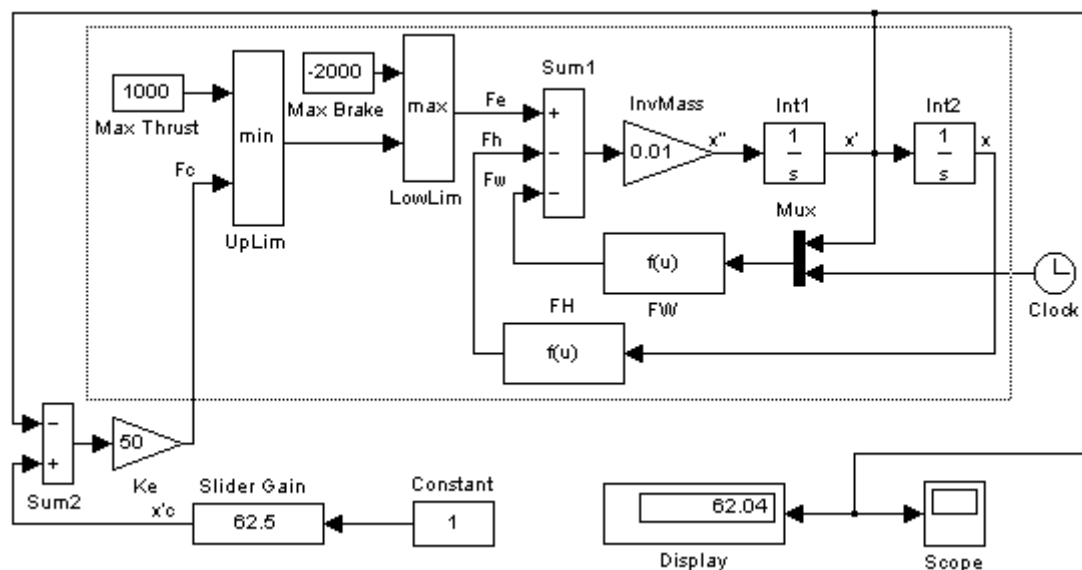 1000
Max Thrust
-2000
Max Brake
min
UpLim
max
LowLim
Fc
Fe
Fh
Fw
Sum1
+
−
−
InvMass
0.01
x''
Int1
1
s
x'
Int2
1
s
x
Mux
f(u)
FW
FH
f(u)
Clock
−
+
Sum2
50
Ke
x'c
Slider Gain
62.5
Constant
1
62.04
Display
Scope